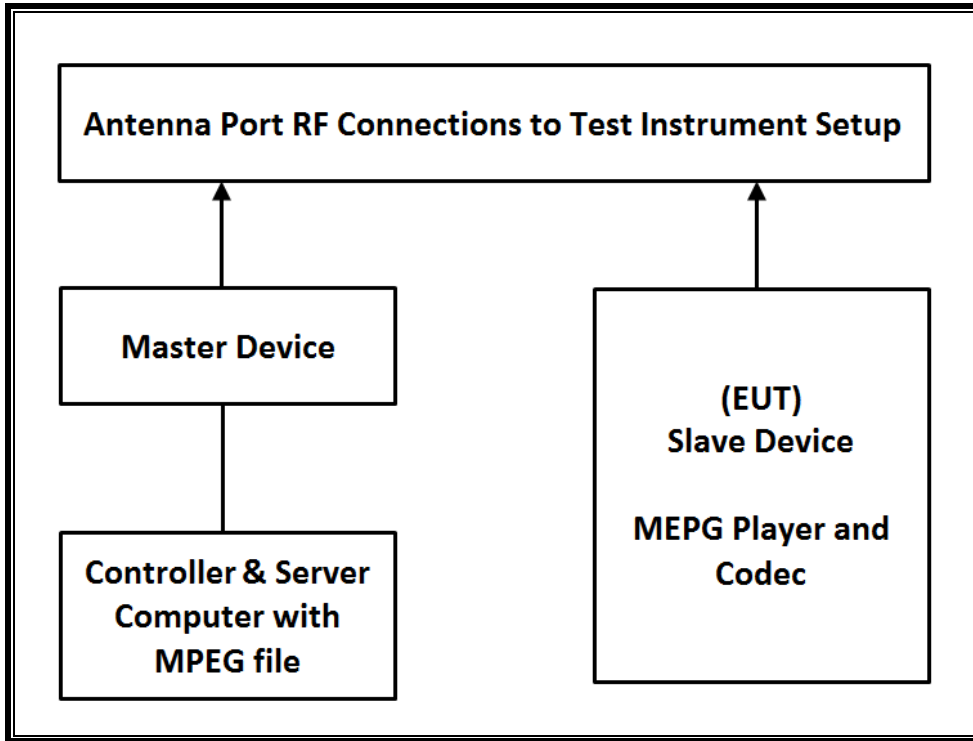 Antenna Port RF Connections to Test Instrument Setup
Master Device
Controller & Server
Computer with
MPEG file
(EUT)
Slave Device
MEPG Player and
Codec